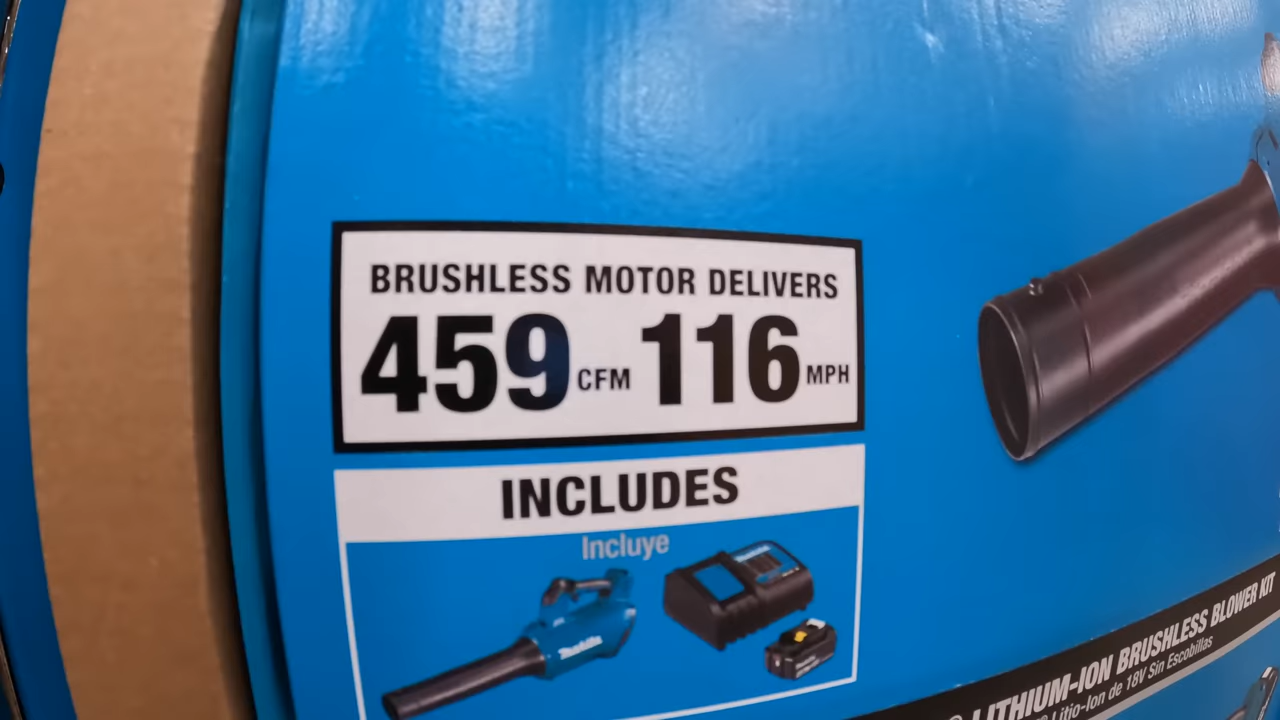 BRUSHLESS MOTOR DELIVERS
459 CFM 116 MPH
INCLUDES
Incluye
Makita
LITHIUM-ION BRUSHLESS BLOWER KIT
Litio-Ion de 18V Sin Escobillas